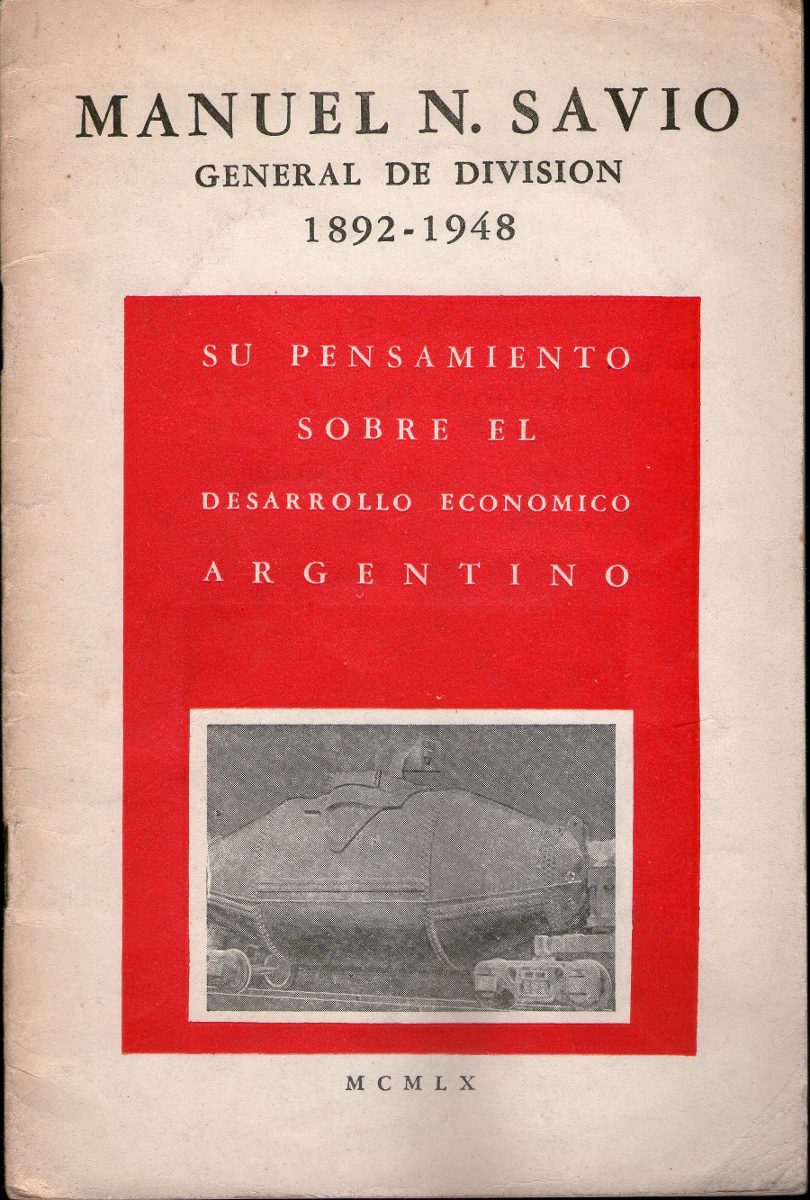 MANUEL N. SAVIO
GENERAL DE DIVISION
1892-1948
SU PENSAMIENTO
SOBRE EL
DESARROLLO ECONOMICO
ARGENTINO
MCMLX